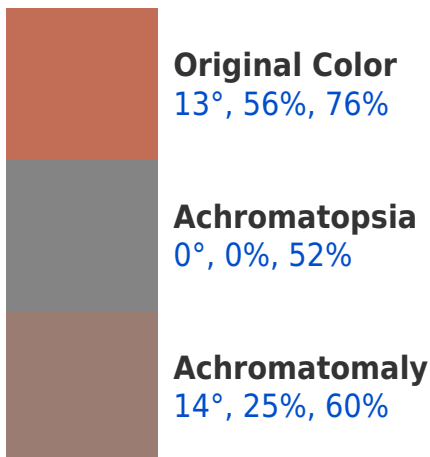 Original Color
13°, 56%, 76%
Achromatopsia
0°, 0%, 52%
Achromatomaly
14°, 25%, 60%